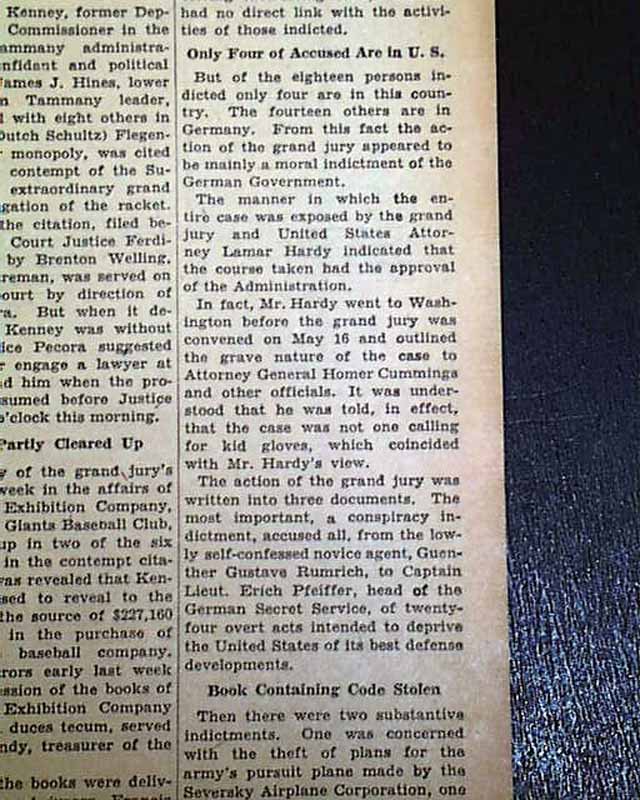 Kenney, former Dep-
Commissioner in the
ammany administra-
nfidant and political
James J. Hines, lower
n Tammany leader,
d with eight others in
Dutch Schultz) Flegen-
r monopoly, was cited
contempt of the Su-
extraordinary grand
gation of the racket.
the citation, filed be-
Court Justice Ferdi-
by Brenton Welling,
reman, was served on
ourt by direction of
ra. But when it de-
Kenney was without
ice Pecora suggested
r engage a lawyer at
d him when the pro-
sumed before Justice
o'clock this morning.
Partly Cleared Up
y of the grand jury's
week in the affairs of
Exhibition Company,
Giants Baseball Club,
up in two of the six
in the contempt cita-
was revealed that Ken-
sed to reveal to the
the source of $227,160
in the purchase of
baseball company.
rors early last week
ession of the books of
Exhibition Company
duces tecum, served
ndy, treasurer of the
the books were deliv-
had no direct link with the activi-
ties of those indicted.
Only Four of Accused Are in U. S.
But of the eighteen persons in-
dicted only four are in this coun-
try. The fourteen others are in
Germany. From this fact the ac-
tion of the grand jury appeared to
be mainly a moral indictment of the
German Government.
The manner in which the en-
tire case was exposed by the grand
jury and United States Attor-
ney Lamar Hardy indicated that
the course taken had the approval
of the Administration.
In fact, Mr. Hardy went to Wash-
ington before the grand jury was
convened on May 16 and outlined
the grave nature of the case to
Attorney General Homer Cummings
and other officials. It was under-
stood that he was told, in effect,
that the case was not one calling
for kid gloves, which coincided
with Mr. Hardy's view.
The action of the grand jury was
written into three documents. The
most important, a conspiracy in-
dictment, accused all, from the low-
ly self-confessed novice agent, Guen-
ther Gustave Rumrich, to Captain
Lieut. Erich Pfeiffer, head of the
German Secret Service, of twenty-
four overt acts intended to deprive
the United States of its best defense
developments.
Book Containing Code Stolen
Then there were two substantive
indictments. One was concerned
with the theft of plans for the
army's pursuit plane made by the
Seversky Airplane Corporation, one